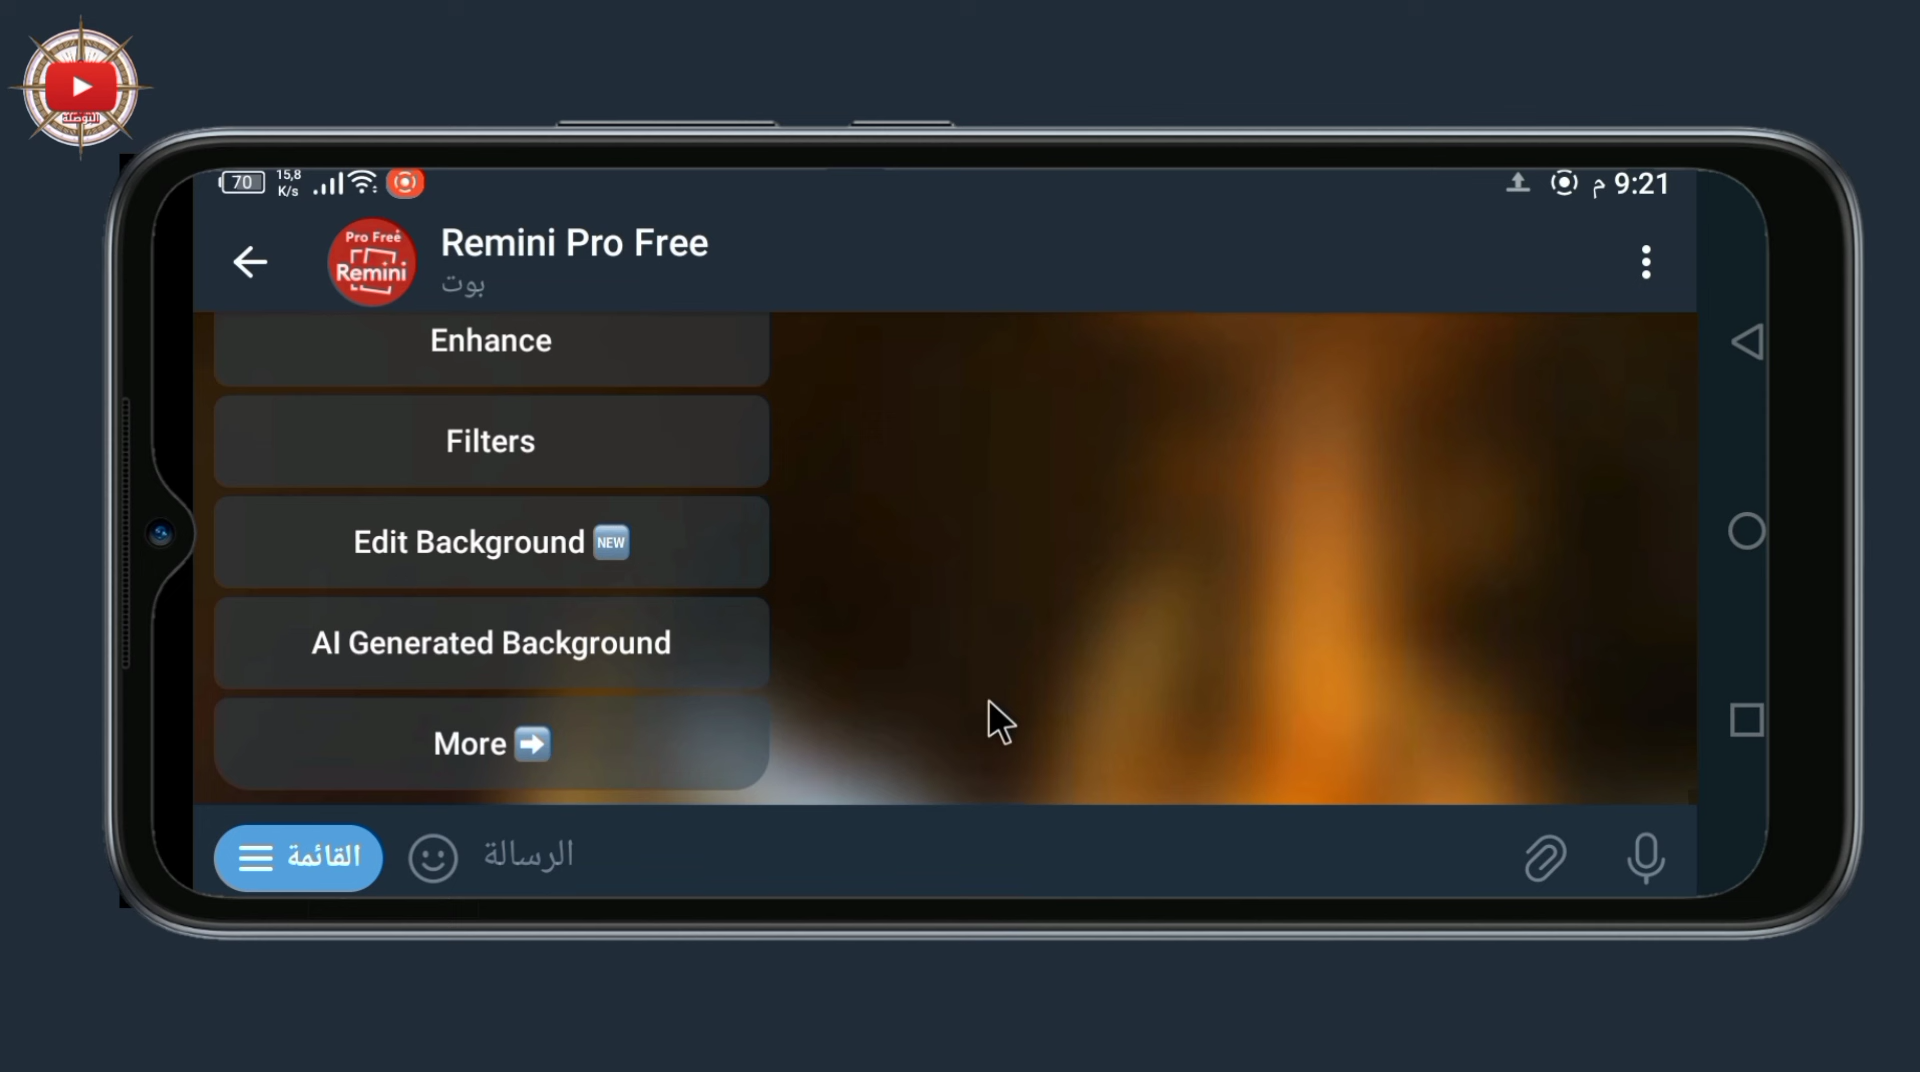 البوصلة
70
15,8
K/s
9:21 م
Pro Free
Remini
Remini Pro Free
بوت
Enhance
Filters
Edit Background NEW
AI Generated Background
More
القائمة
الرسالة